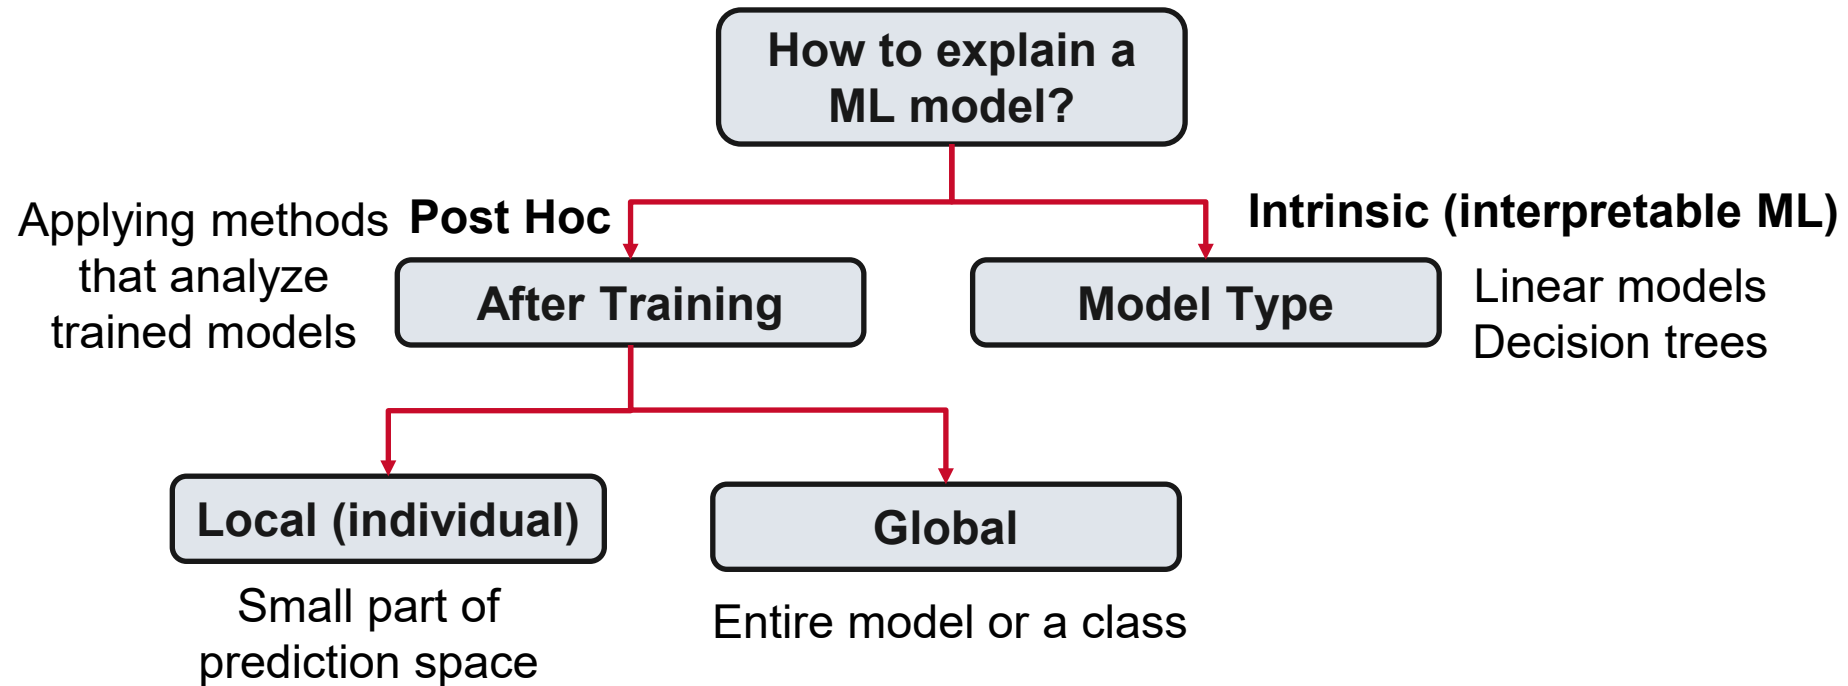 How to explain a
ML model?
Applying methods
that analyze
trained models
Post Hoc
Intrinsic (interpretable ML)
After Training
Model Type
Linear models
Decision trees
Local (individual)
Global
Small part of
prediction space
Entire model or a class